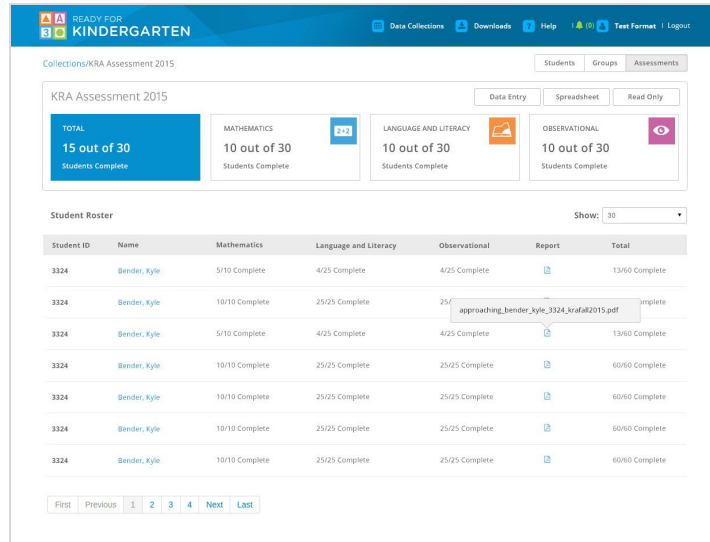 A A
3 0
READY FOR
KINDERGARTEN
Data Collections Downloads ? Help (0) Test Format | Logout
Collections/KRA Assessment 2015
Students Groups Assessments
KRA Assessment 2015
Data Entry Spreadsheet Read Only
TOTAL
15 out of 30
Students Complete
MATHEMATICS
2+2
10 out of 30
Students Complete
LANGUAGE AND LITERACY
10 out of 30
Students Complete
OBSERVATIONAL
10 out of 30
Students Complete
Student Roster Show: 30
Student ID Name Mathematics Language and Literacy Observational Report Total
3324 Bender, Kyle 5/10 Complete 4/25 Complete 4/25 Complete 13/60 Complete
3324 Bender, Kyle 10/10 Complete 25/25 Complete
approaching_bender_kyle_3324_krafall2015.pdf
3324 Bender, Kyle 5/10 Complete 4/25 Complete 4/25 Complete 13/60 Complete
3324 Bender, Kyle 10/10 Complete 25/25 Complete 25/25 Complete 60/60 Complete
3324 Bender, Kyle 10/10 Complete 25/25 Complete 25/25 Complete 60/60 Complete
3324 Bender, Kyle 10/10 Complete 25/25 Complete 25/25 Complete 60/60 Complete
3324 Bender, Kyle 10/10 Complete 25/25 Complete 25/25 Complete 60/60 Complete
First Previous 1 2 3 4 Next Last